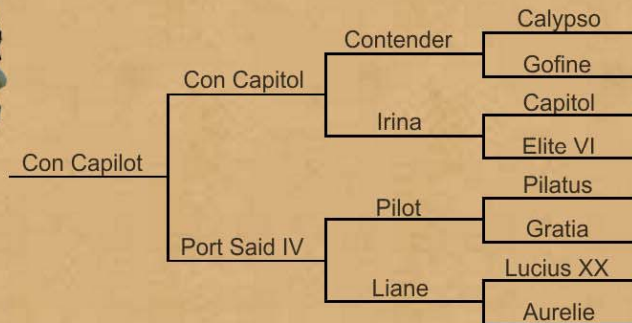 Calypso
Contender
Gofine
Con Capitol
Capitol
Irina
Elite VI
Con Capilot
Pilatus
Pilot
Gratia
Port Said IV
Lucius XX
Liane
Aurelie